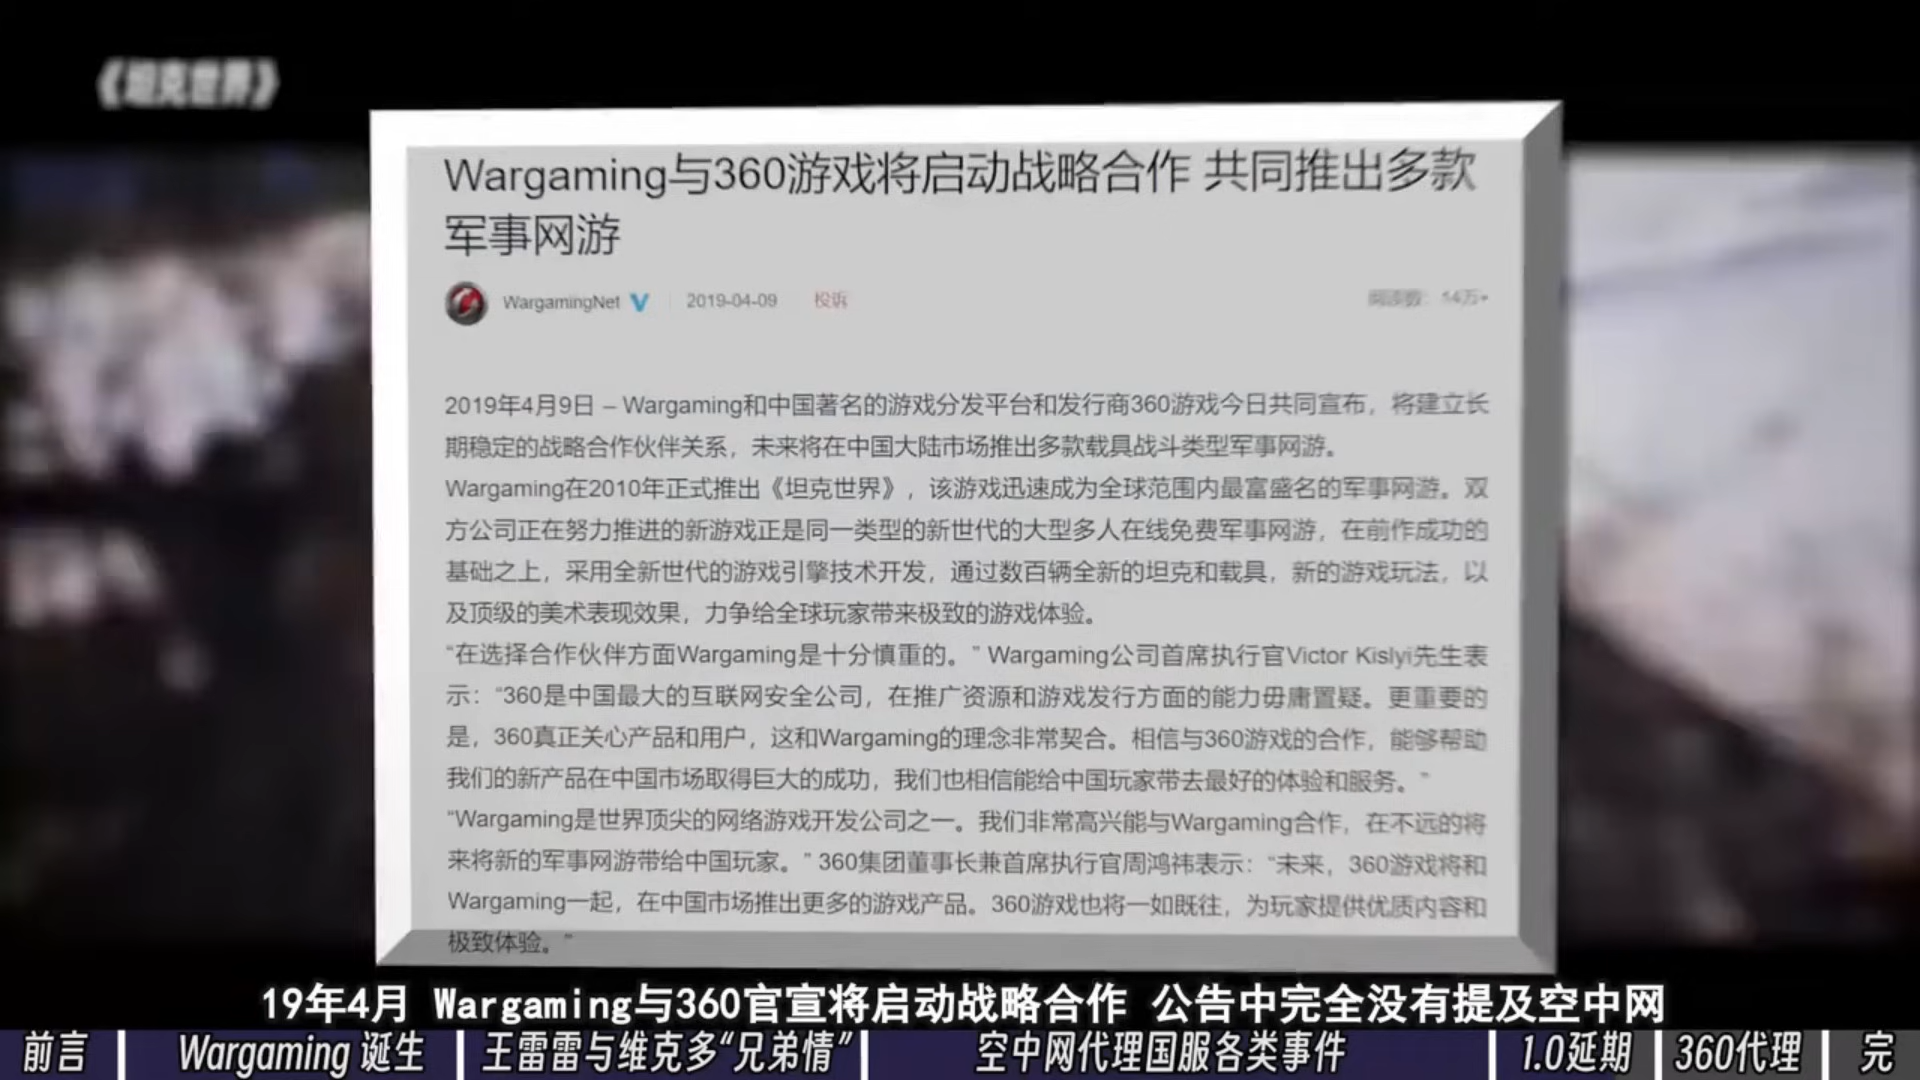 《坦克世界》
Wargaming与360游戏将启动战略合作 共同推出多款
军事网游
WargamingNet V 2019-04-09 投诉 阅读数：14万+
2019年4月9日 – Wargaming和中国著名的游戏分发平台和发行商360游戏今日共同宣布，将建立长
期稳定的战略合作伙伴关系，未来将在中国大陆市场推出多款载具战斗类型军事网游。
Wargaming在2010年正式推出《坦克世界》，该游戏迅速成为全球范围内最富盛名的军事网游。双
方公司正在努力推进的新游戏正是同一类型的新世代的大型多人在线免费军事网游，在前作成功的
基础之上，采用全新世代的游戏引擎技术开发，通过数百辆全新的坦克和载具，新的游戏玩法，以
及顶级的美术表现效果，力争给全球玩家带来极致的游戏体验。
“在选择合作伙伴方面Wargaming是十分慎重的。” Wargaming公司首席执行官Victor Kislyi先生表
示：“360是中国最大的互联网安全公司，在推广资源和游戏发行方面的能力毋庸置疑。更重要的
是，360真正关心产品和用户，这和Wargaming的理念非常契合。相信与360游戏的合作，能够帮助
我们的新产品在中国市场取得巨大的成功，我们也相信能给中国玩家带去最好的体验和服务。”
“Wargaming是世界顶尖的网络游戏开发公司之一。我们非常高兴能与Wargaming合作，在不远的将
来将新的军事网游带给中国玩家。” 360集团董事长兼首席执行官周鸿祎表示：“未来，360游戏将和
Wargaming一起，在中国市场推出更多的游戏产品。360游戏也将一如既往，为玩家提供优质内容和
极致体验。”
19年4月 Wargaming与360官宣将启动战略合作 公告中完全没有提及空中网
前言 Wargaming 诞生 王雷雷与维克多“兄弟情” 空中网代理国服各类事件 1.0延期 360代理 完